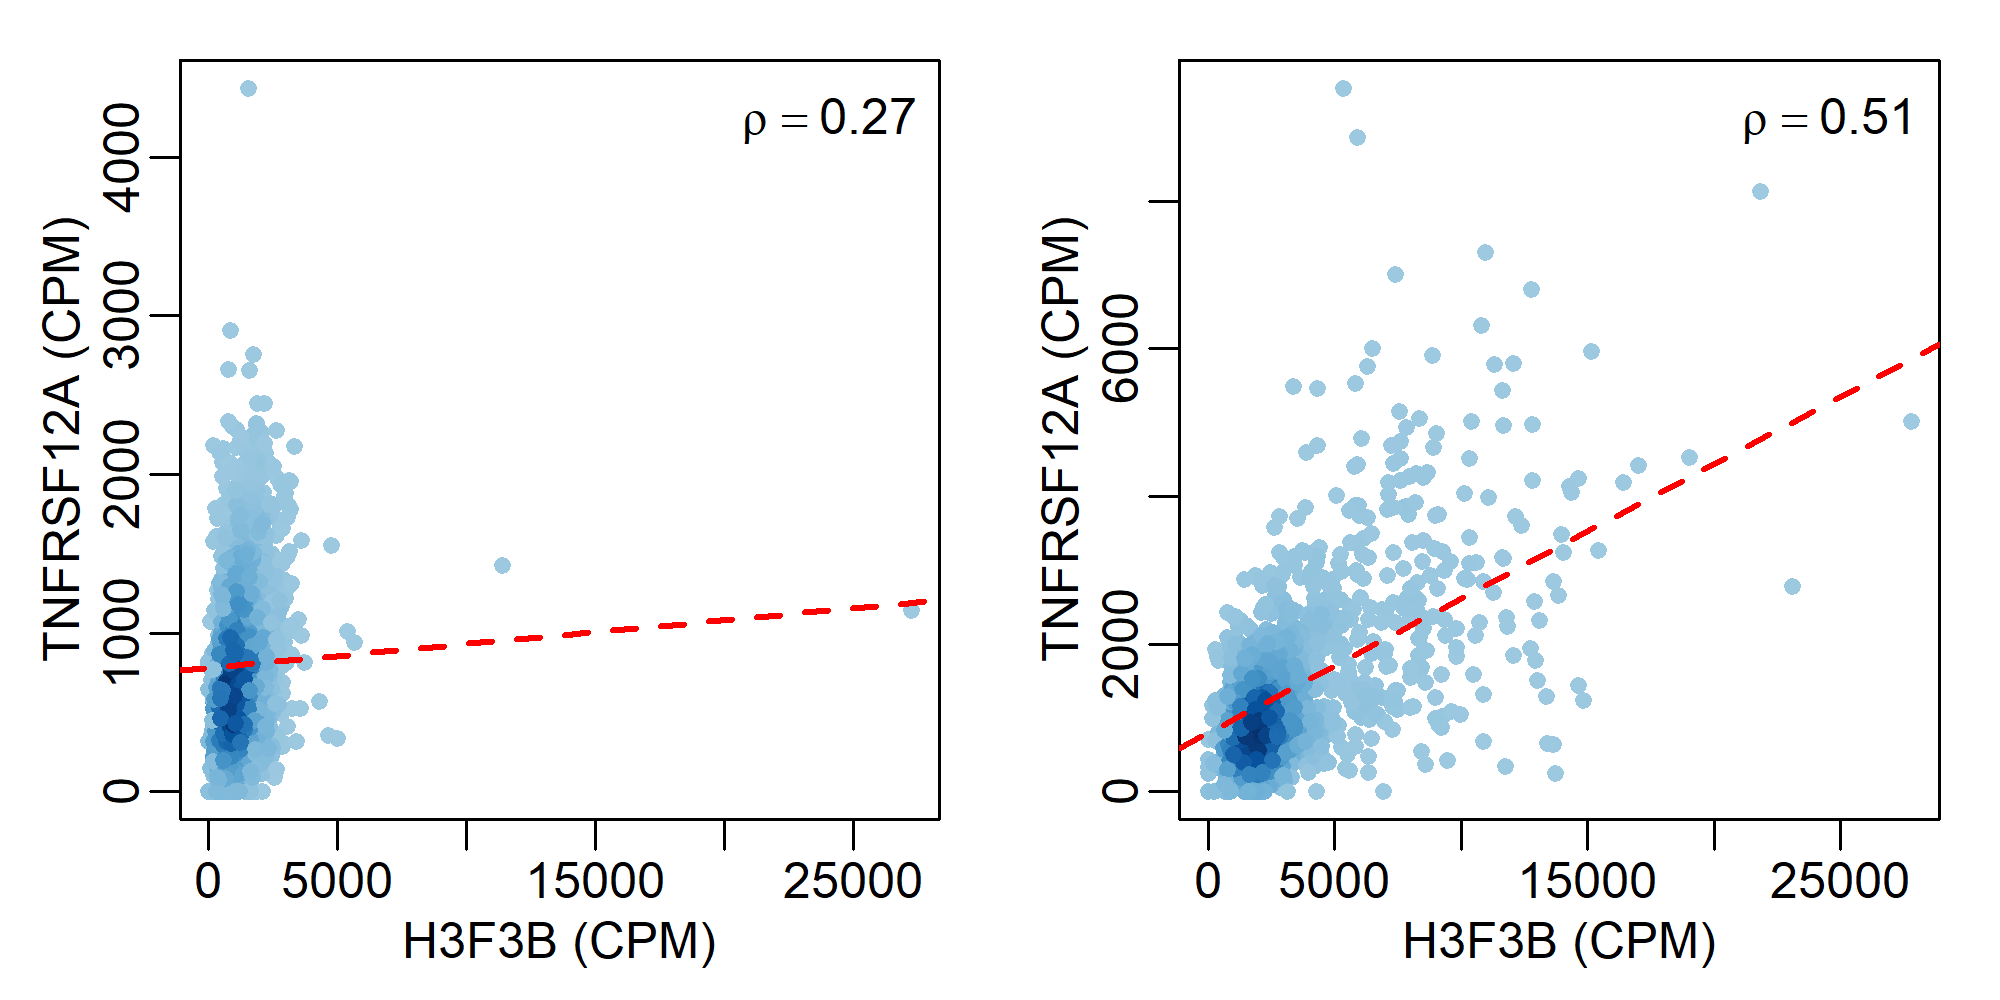 ρ = 0.27
TNFRSF12A (CPM)
4000
3000
2000
1000
0
0 5000 15000 25000
H3F3B (CPM)
ρ = 0.51
TNFRSF12A (CPM)
6000
2000
0
0 5000 15000 25000
H3F3B (CPM)